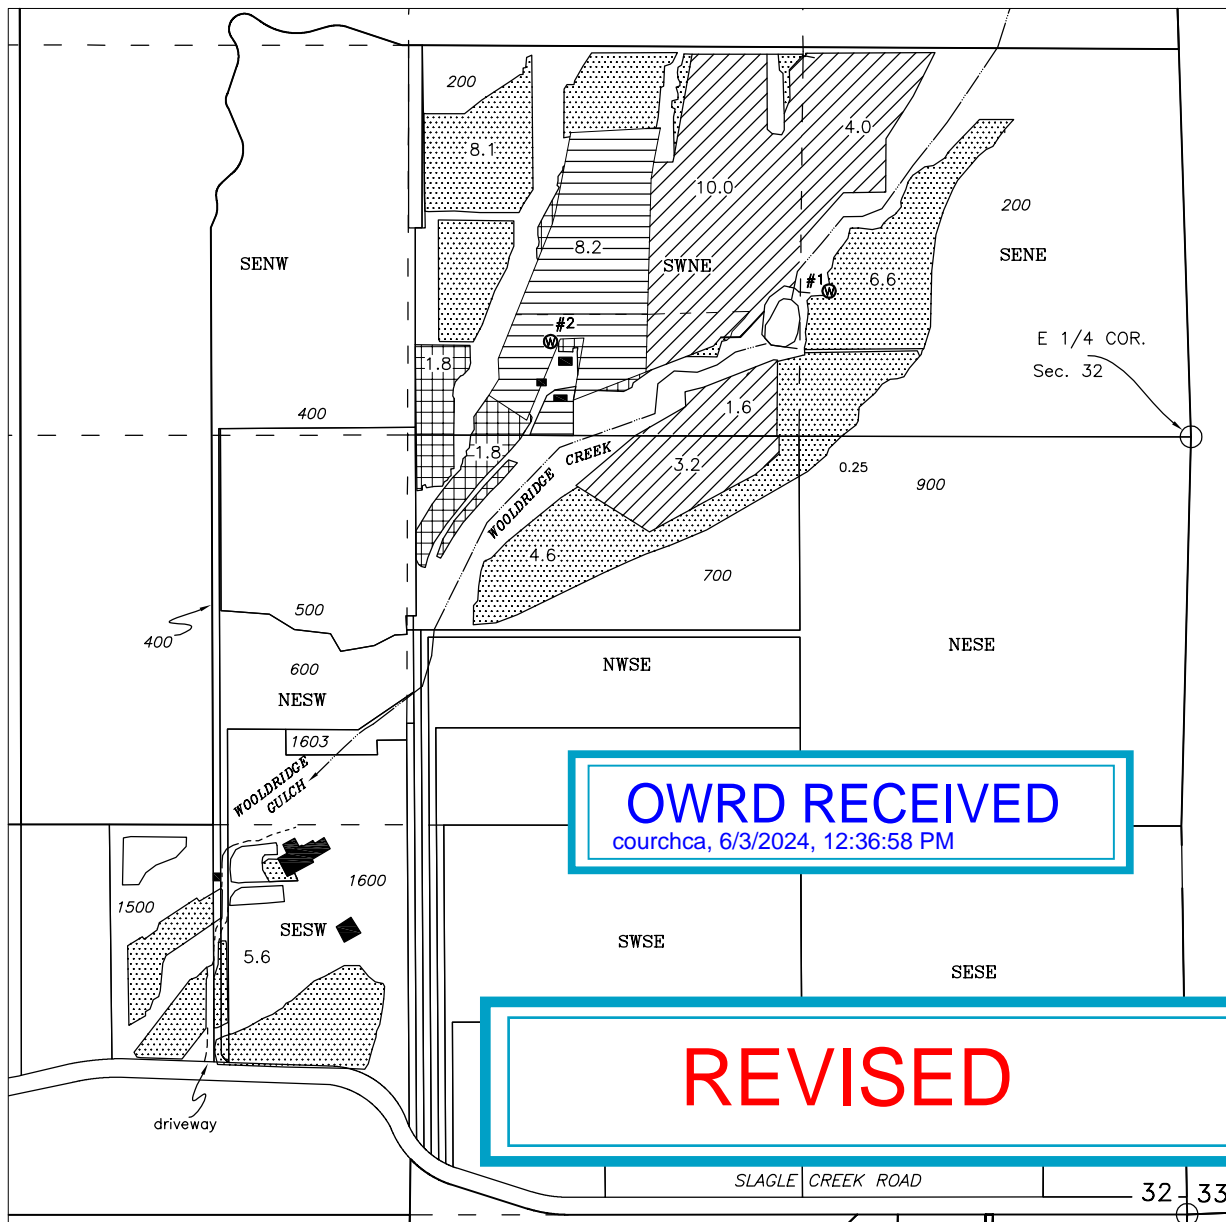 200
8.1
4.0
10.0
200
SENW
8.2
SWNE
SENE
#1
6.6
#2
E 1/4 COR.
Sec. 32
1.8
400
1.6
1.8
WOOLDRIDGE CREEK
3.2
0.25
900
4.6
700
500
400
600
NWSE
NESE
NESW
1603
WOOLDRIDGE
GULCH
OWRD RECEIVED
courchca, 6/3/2024, 12:36:58 PM
1600
1500
SESW
SWSE
5.6
SESE
REVISED
driveway
SLAGLE CREEK ROAD
32
33
W
W